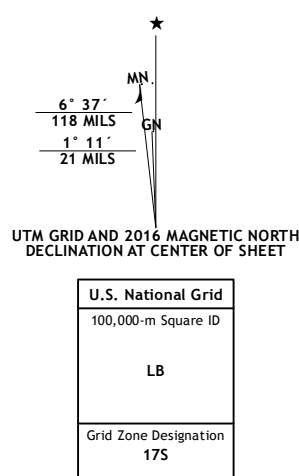 MN.
6° 37´
118 MILS
GN
1° 11´
21 MILS
UTM GRID AND 2016 MAGNETIC NORTH
DECLINATION AT CENTER OF SHEET
U.S. National Grid
100,000-m Square ID
LB
Grid Zone Designation
17S